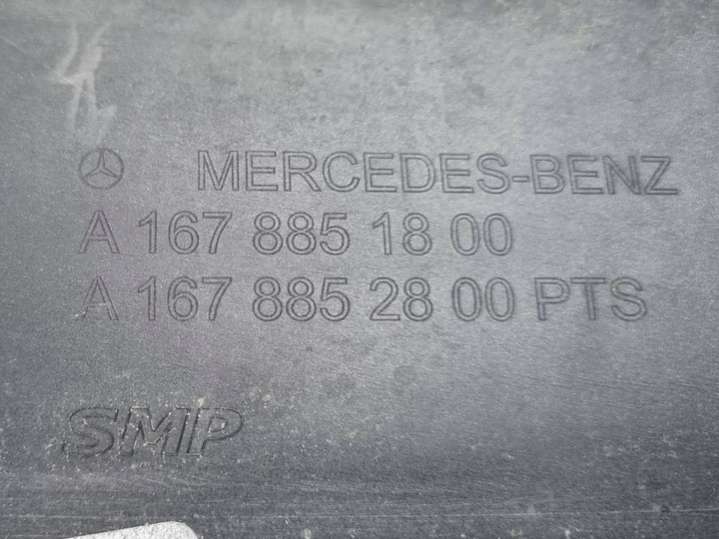 MERCEDES-BENZ
A 167 885 18 00
A 167 885 28 00 PTS
SMP